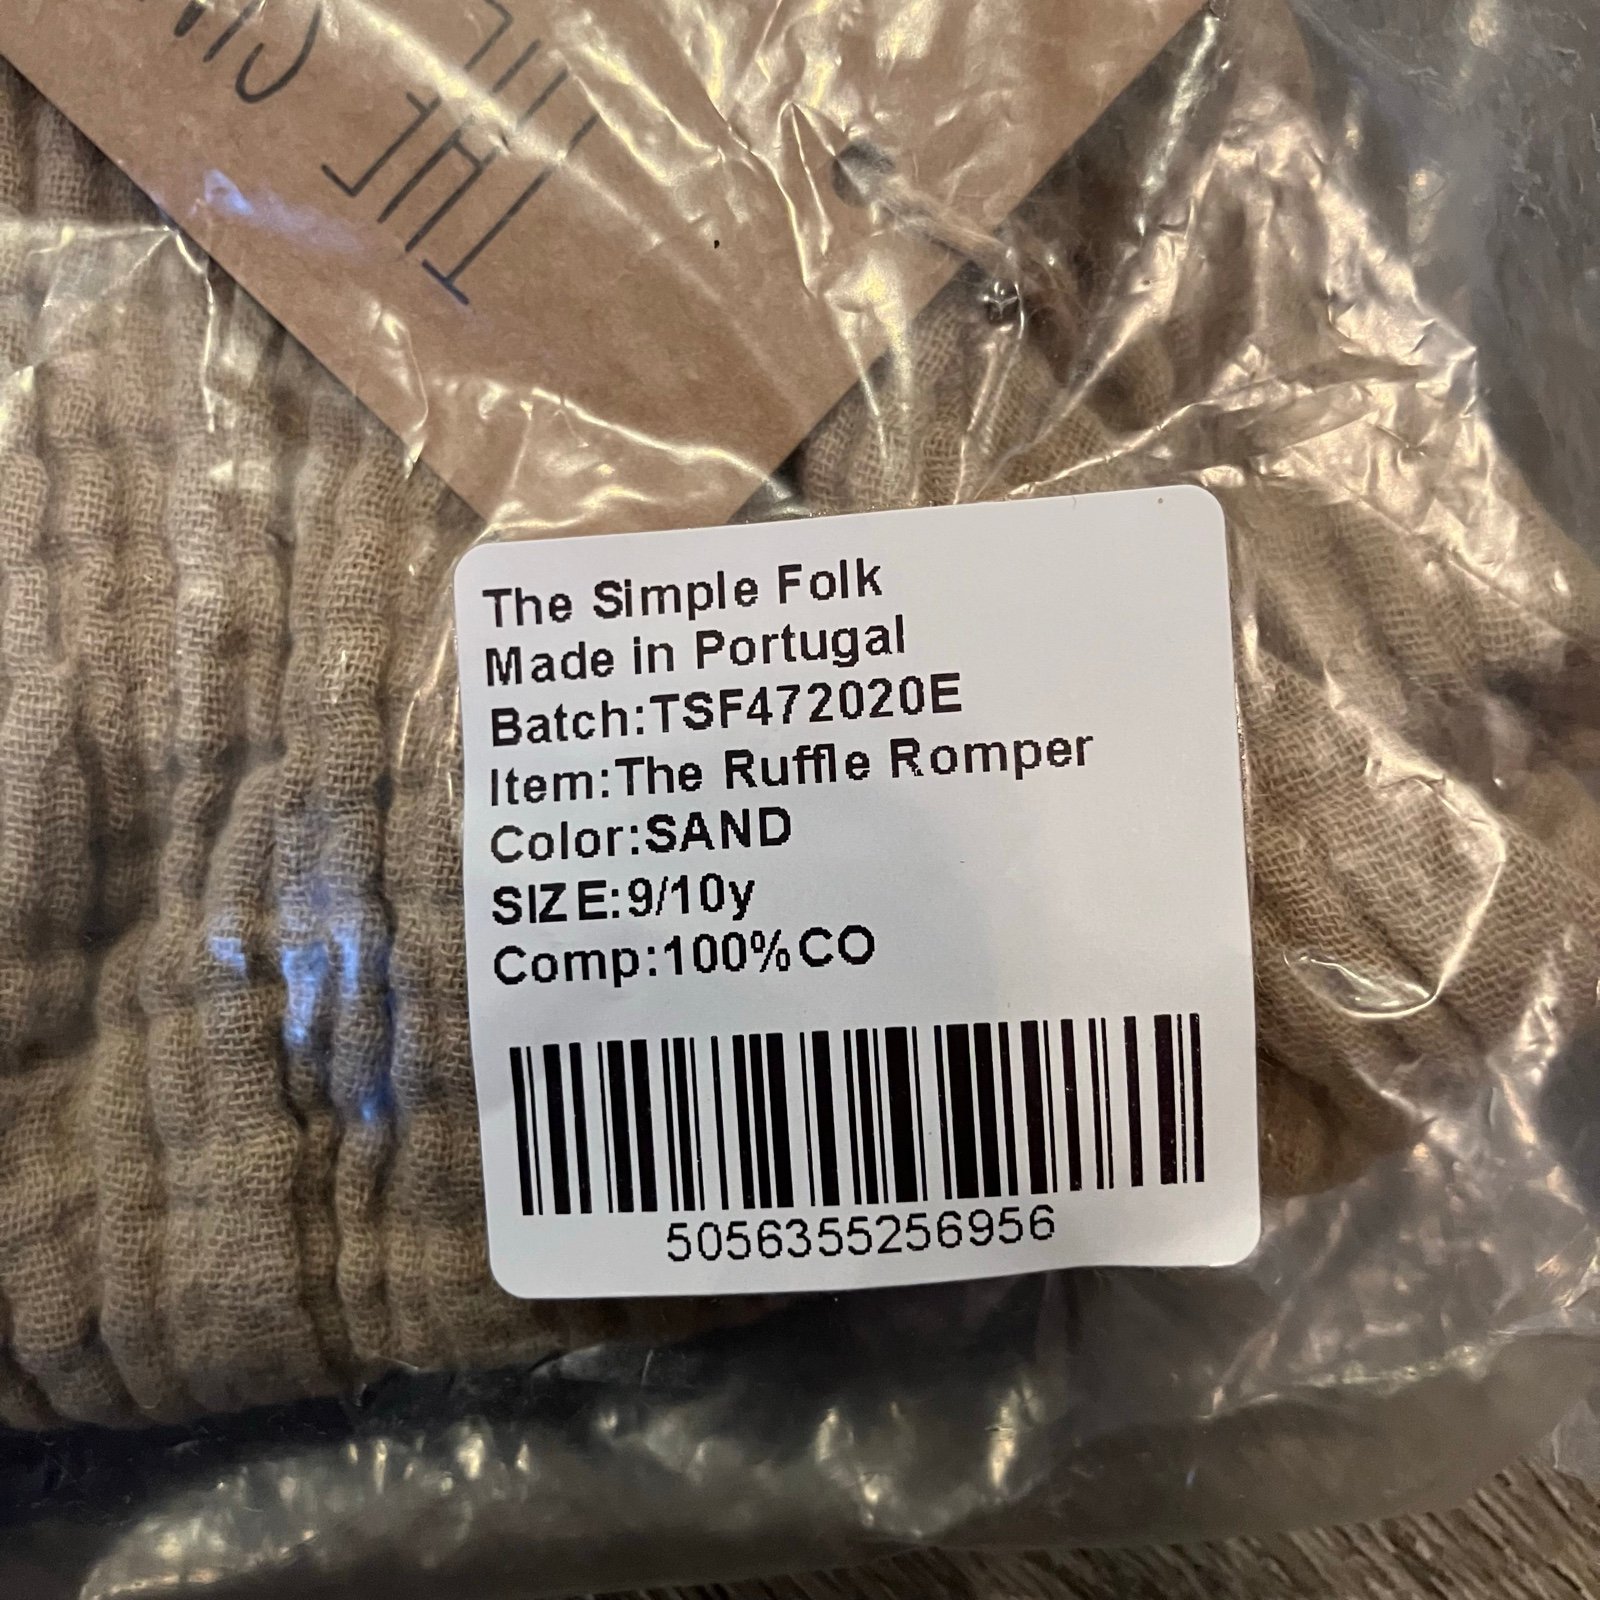 THE
The Simple Folk
Made in Portugal
Batch:TSF472020E
Item:The Ruffle Romper
Color:SAND
SIZE:9/10y
Comp:100%CO
5056355256956